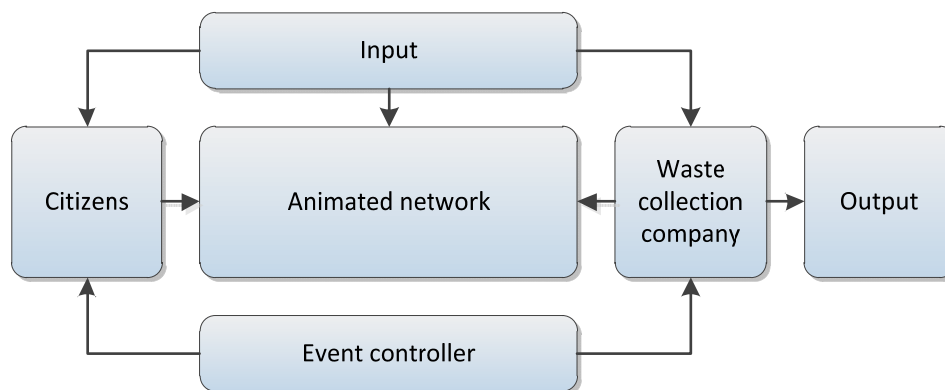 Input
Citizens
Animated network
Waste
collection
company
Output
Event controller